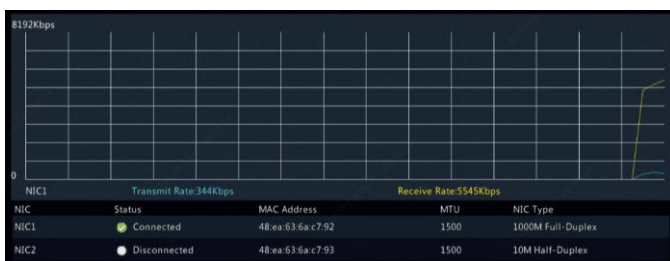 8192Kbps
0
NIC1 Transmit Rate:344Kbps Receive Rate:5545Kbps
NIC Status MAC Address MTU NIC Type
NIC1 Connected 48:ea:63:6a:c7:92 1500 1000M Full-Duplex
NIC2 Disconnected 48:ea:63:6a:c7:93 1500 10M Half-Duplex